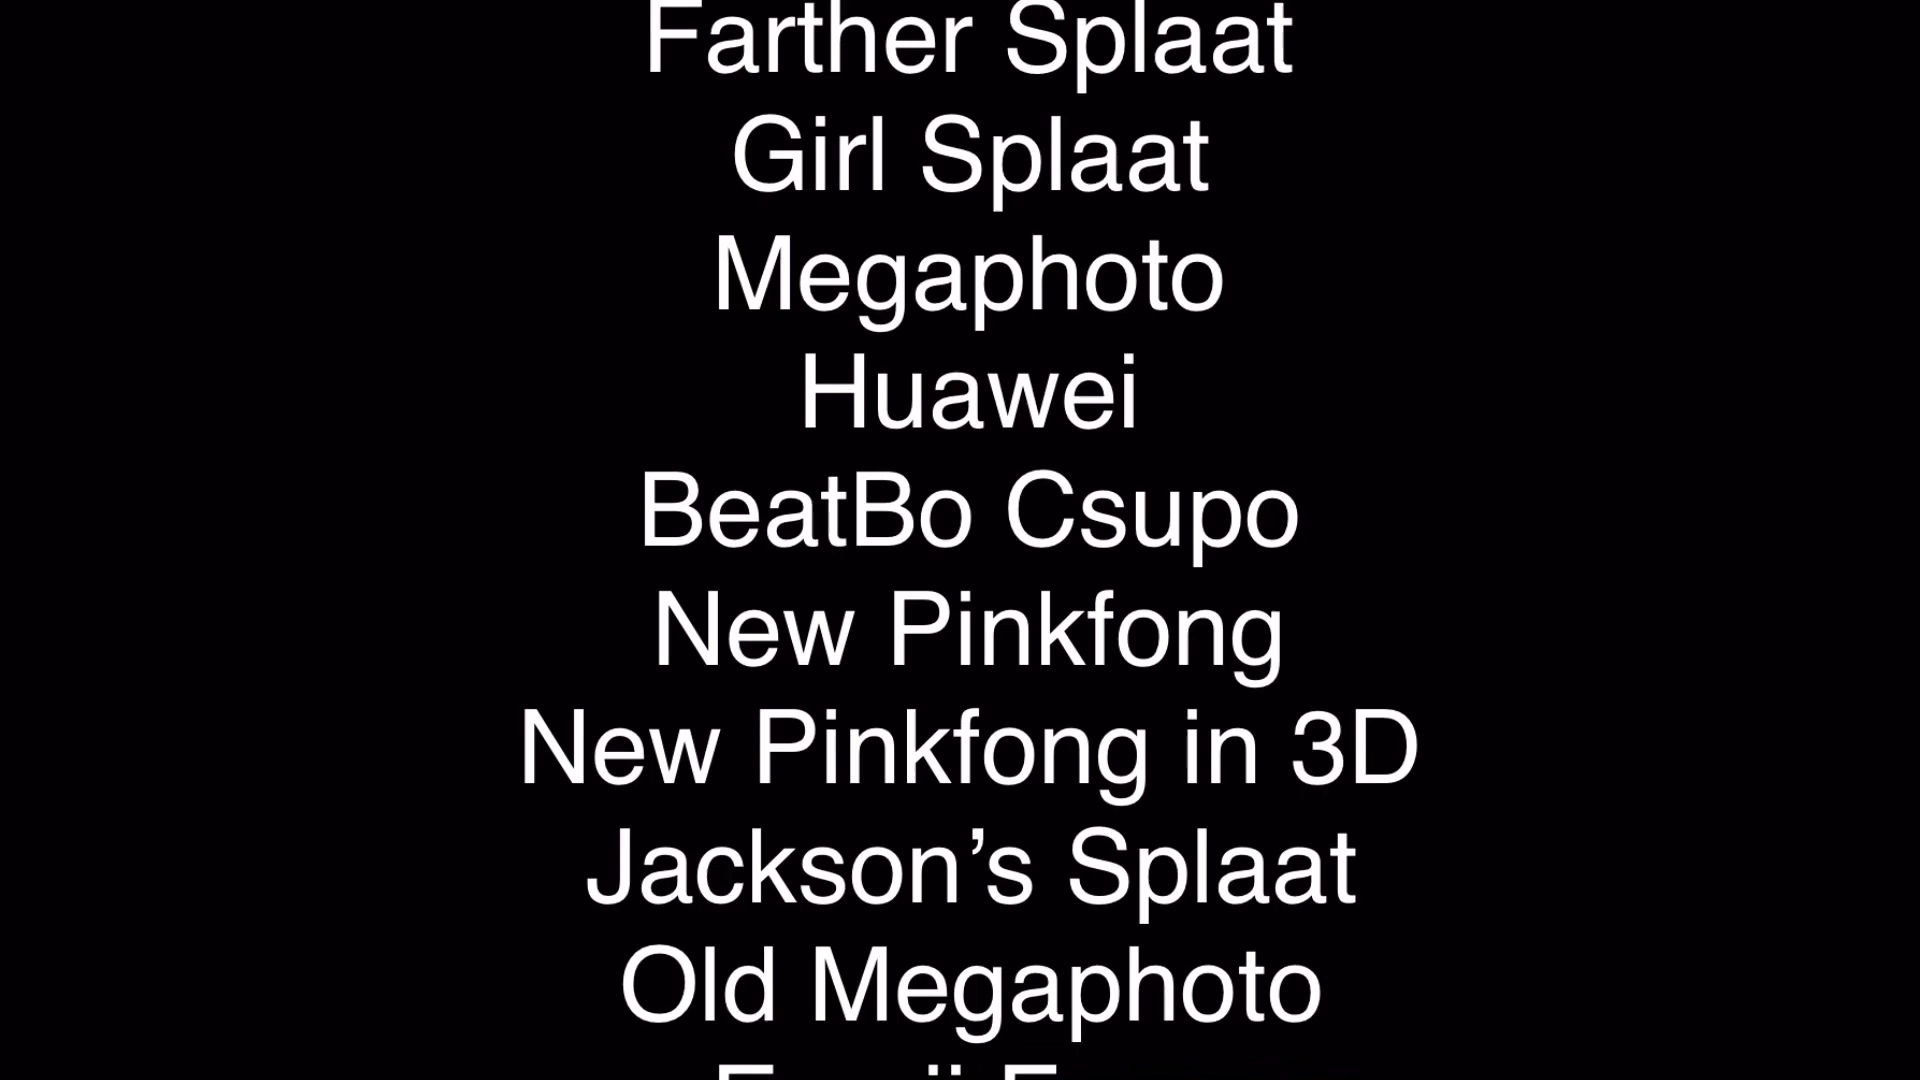 Farther Splaat
Girl Splaat
Megaphoto
Huawei
BeatBo Csupo
New Pinkfong
New Pinkfong in 3D
Jackson’s Splaat
Old Megaphoto